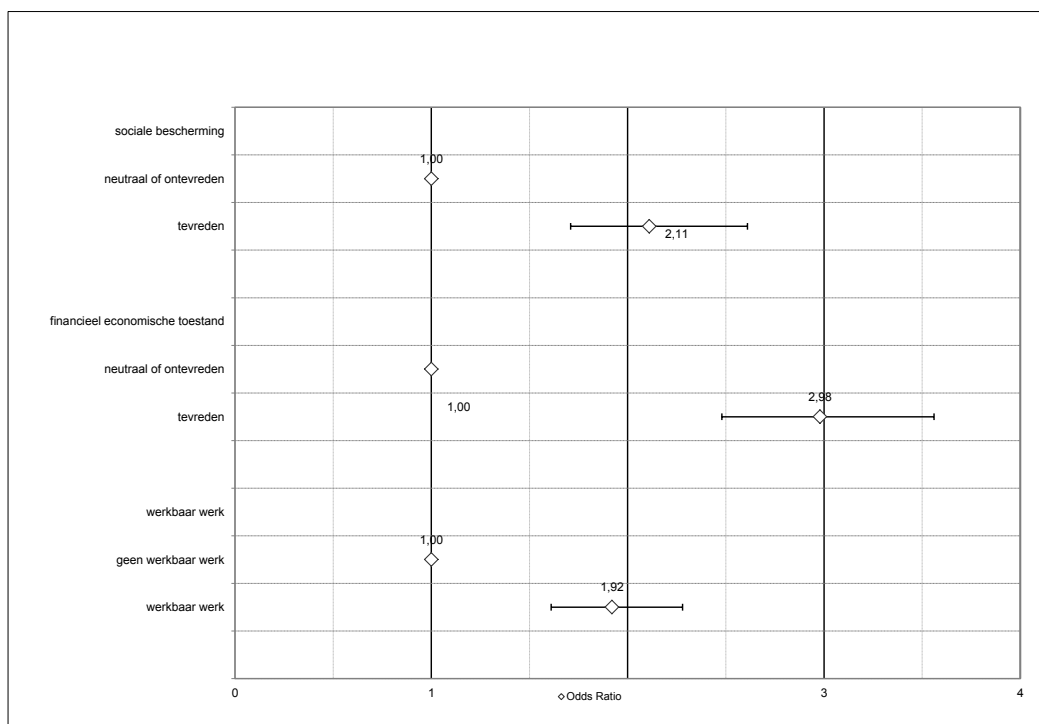 sociale bescherming
1,00
neutraal of ontevreden
tevreden
2,11
financieel economische toestand
neutraal of ontevreden
2,98
1,00
tevreden
werkbaar werk
1,00
geen werkbaar werk
1,92
werkbaar werk
0 1 3 4
Odds Ratio